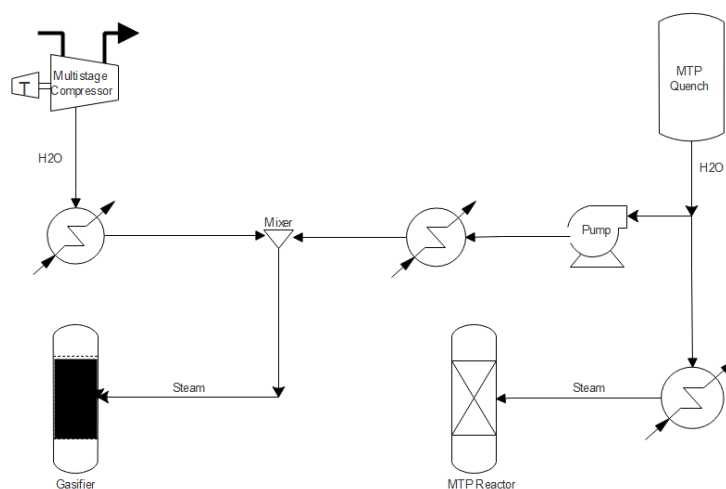 Multistage
Compressor
T
MTP
Quench
H2O
H2O
Mixer
Pump
Steam
Steam
Gasifier
MTP Reactor